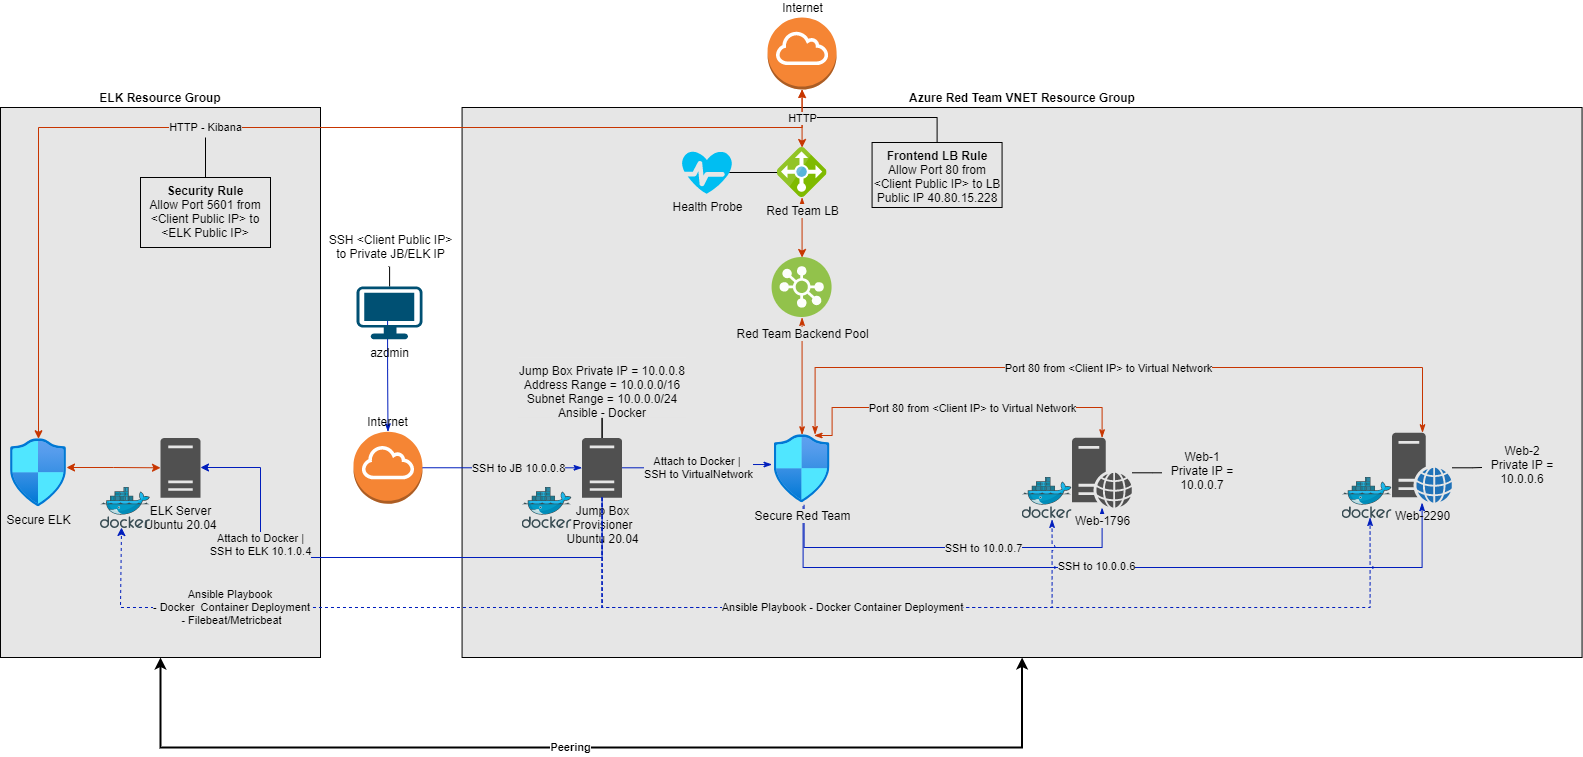 Internet
ELK Resource Group
Azure Red Team VNET Resource Group
HTTP
HTTP - Kibana
Security Rule
Allow Port 5601 from
<Client Public IP> to
<ELK Public IP>
Frontend LB Rule
Allow Port 80 from
<Client Public IP> to LB
Public IP 40.80.15.228
Health Probe
Red Team LB
SSH <Client Public IP>
to Private JB/ELK IP
azdmin
Red Team Backend Pool
Internet
Jump Box Private IP = 10.0.0.8
Address Range = 10.0.0.0/16
Subnet Range = 10.0.0.0/24
Ansible - Docker
Port 80 from <Client IP> to Virtual Network
Port 80 from <Client IP> to Virtual Network
SSH to JB 10.0.0.8
Attach to Docker |
SSH to VirtualNetwork
Web-1
Private IP =
10.0.0.7
Web-2
Private IP =
10.0.0.6
Secure ELK
docker
ELK Server
Ubuntu 20.04
docker
Jump Box
Provisioner
Ubuntu 20.04
Secure Red Team
docker
Web-1796
docker
Web-2290
Attach to Docker |
SSH to ELK 10.1.0.4
SSH to 10.0.0.7
SSH to 10.0.0.6
Ansible Playbook
- Docker  Container Deployment
- Filebeat/Metricbeat
Ansible Playbook - Docker Container Deployment
Peering